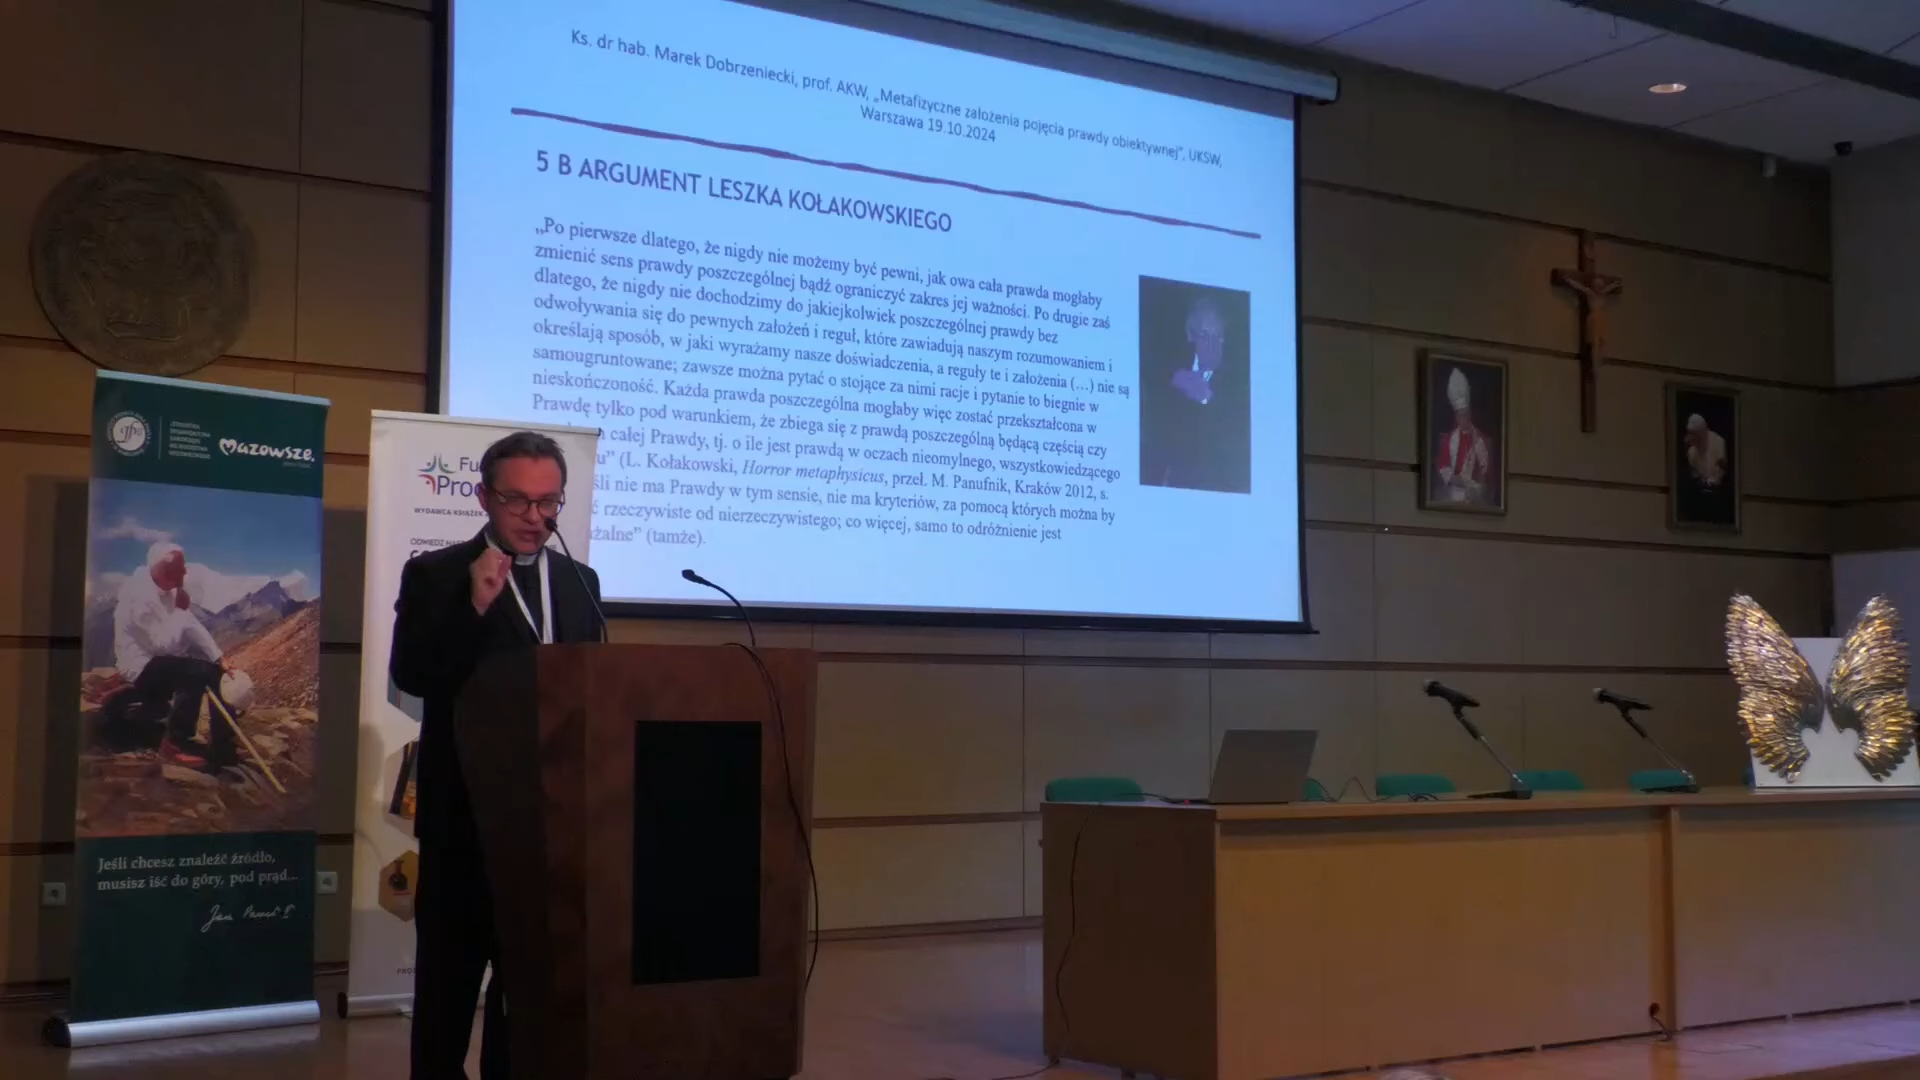 Ks. dr hab. Marek Dobrzeniecki, prof. AKW, „Metafizyczne założenia pojęcia prawdy obiektywnej”, UKSW,
Warszawa 19.10.2024
5 B ARGUMENT LESZKA KOŁAKOWSKIEGO
„Po pierwsze dlatego, że nigdy nie możemy być pewni, jak owa cała prawda mogłaby
zmienić sens prawdy poszczególnej bądź ograniczyć zakres jej ważności. Po drugie zaś
dlatego, że nigdy nie dochodzimy do jakiejkolwiek poszczególnej prawdy bez
odwoływania się do pewnych założeń i reguł, które zawiadują naszym rozumowaniem i
określają sposób, w jaki wyrażamy nasze doświadczenia, a reguły te i założenia (...) nie są
samougruntowane; zawsze można pytać o stojące za nimi racje i pytanie to biegnie w
nieskończoność. Każda prawda poszczególna mogłaby więc zostać przekształcona w
Prawdę tylko pod warunkiem, że zbiega się z prawdą poszczególną będącą częścią czy
całej Prawdy, tj. o ile jest prawdą w oczach nieomylnego, wszystkowiedzącego
(L. Kołakowski, Horror metaphysicus, przeł. M. Panufnik, Kraków 2012, s.
nie ma Prawdy w tym sensie, nie ma kryteriów, za pomocą których można by
rzeczywiste od nierzeczywistego; co więcej, samo to odróżnienie jest
(tamże).
Mazowsze.
Jeśli chcesz znaleźć źródło,
musisz iść do góry, pod prąd...
Jan Paweł II
WYDAWCA KSIĄŻEK